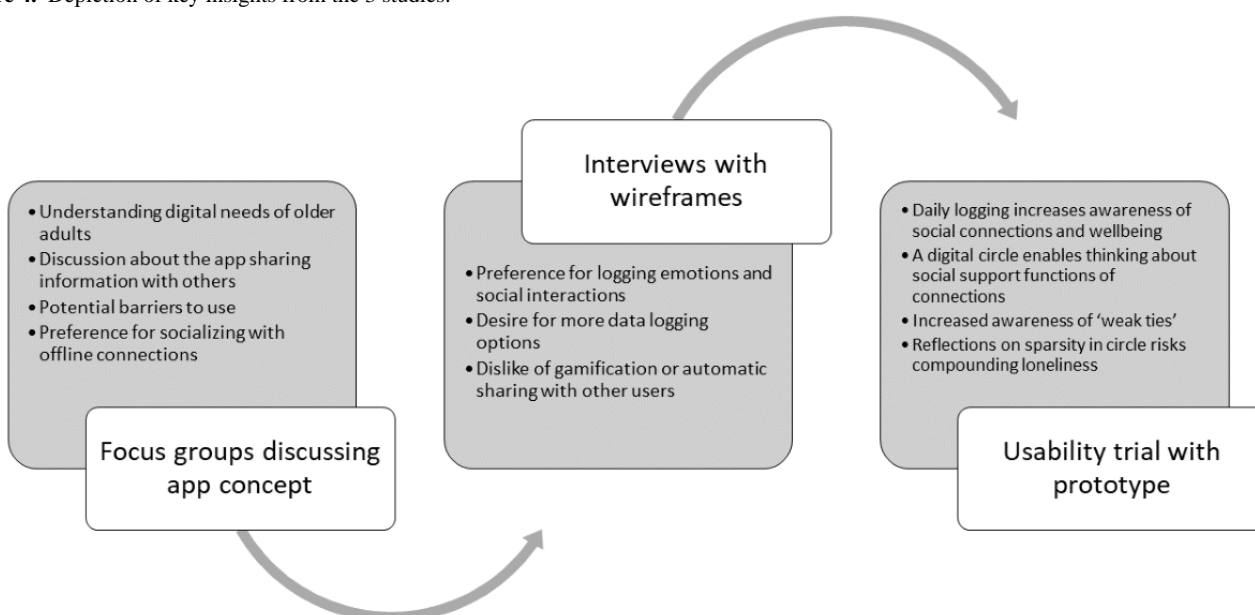 Depiction of key insights from the 3 studies.
• Understanding digital needs of older
adults
• Discussion about the app sharing
information with others
• Potential barriers to use
• Preference for socializing with
offline connections
Focus groups discussing
app concept
Interviews with
wireframes
• Preference for logging emotions and
social interactions
• Desire for more data logging
options
• Dislike of gamification or automatic
sharing with other users
• Daily logging increases awareness of
social connections and wellbeing
• A digital circle enables thinking about
social support functions of
connections
• Increased awareness of ‘weak ties’
• Reflections on sparsity in circle risks
compounding loneliness
Usability trial with
prototype